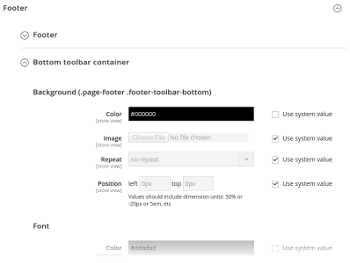 Footer
Footer
Bottom toolbar container
Background (.page-footer .footer-toolbar-bottom)
Color #000000 Use system value
[store view]
Image Choose File No file chosen Use system value
[store view]
Repeat no-repeat Use system value
[store view]
Position left 0px top 0px Use system value
[store view]
Values should include dimension units: 50% or
-20px or 5em, etc
Font
Color #adadad Use system value
[store view]